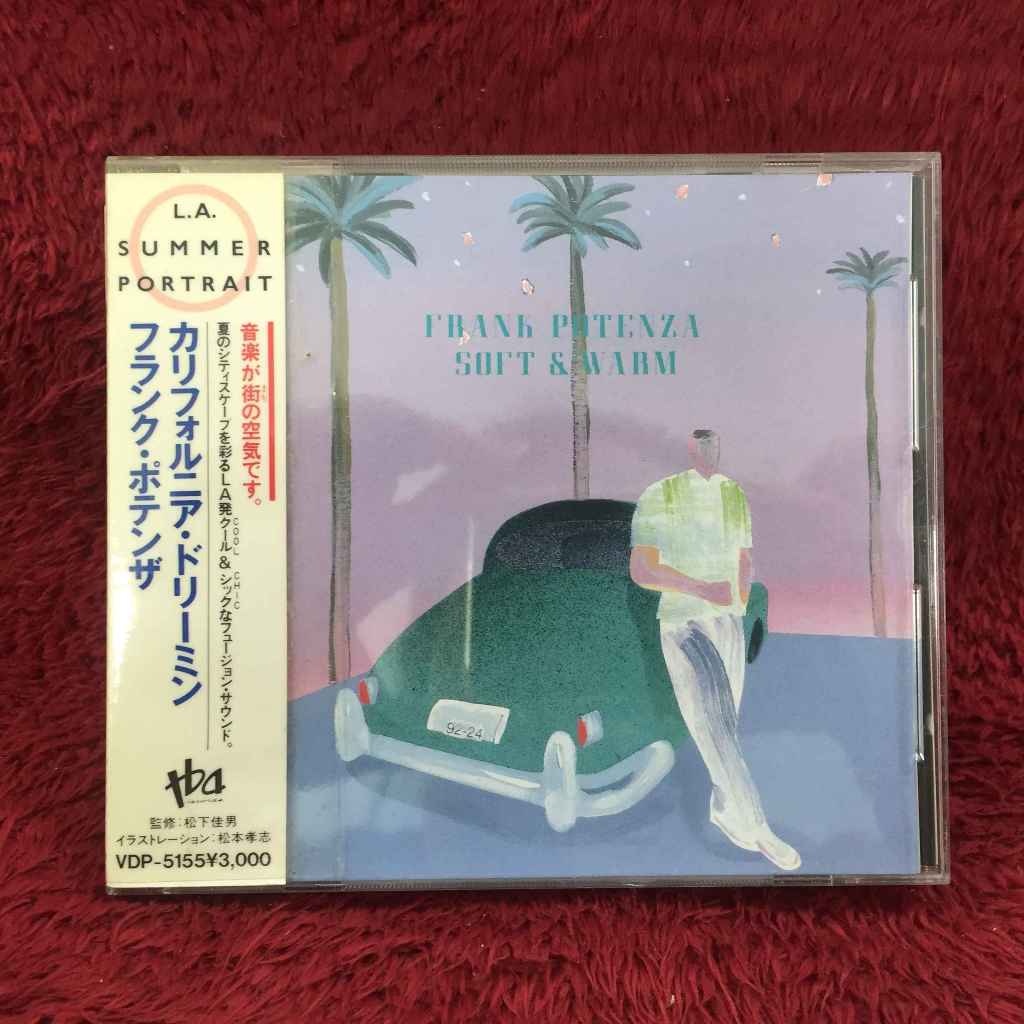 L.A.
SUMMER
PORTRAIT
音楽が街の空気です。
まち
夏のシティスケープを彩るLA発クール&シックなフュージョン・サウンド。
COOL CHIC
カリフォルニア・ドリーミン
フランク・ポテンザ
tba
監修:松下佳男
イラストレーション:松本孝志
VDP-5155¥3,000
FRANK POTENZA
SOFT & WARM
92-24